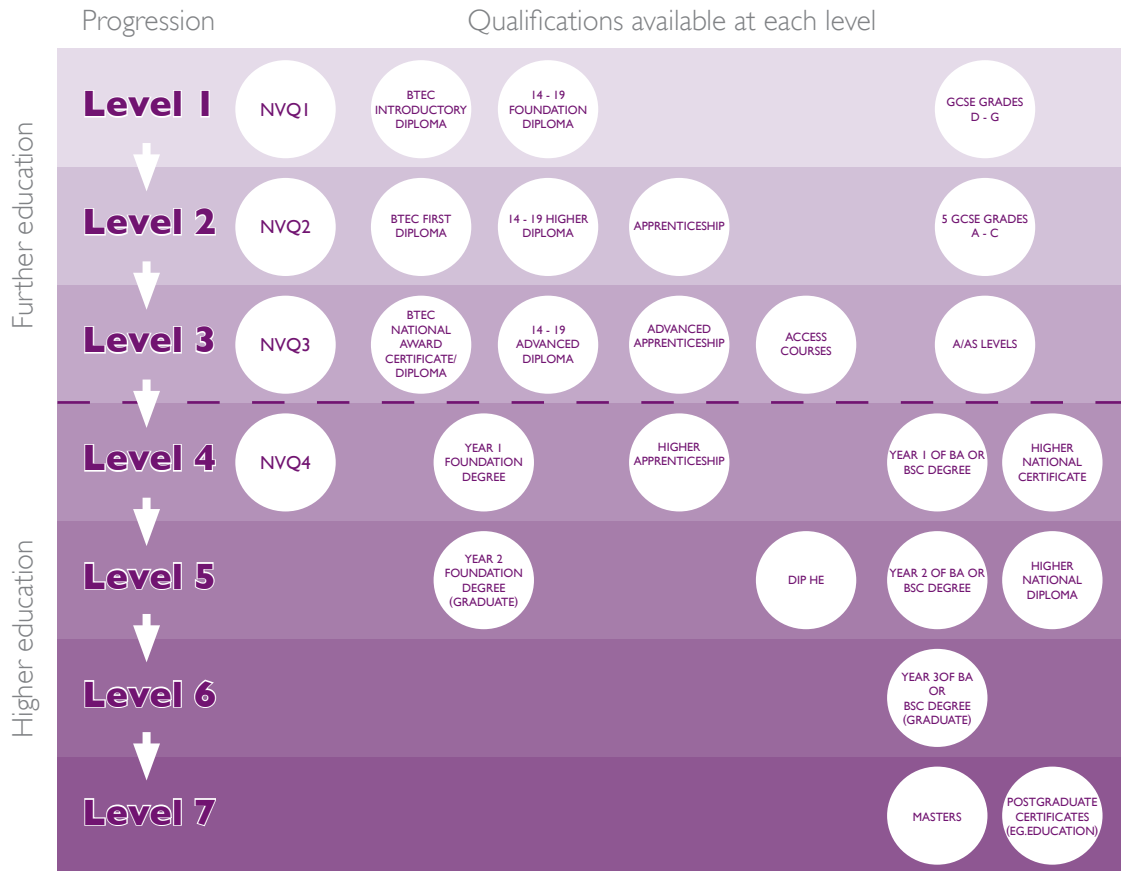 Progression
Qualifications available at each level
Further education
Level 1
NVQ1
BTEC
INTRODUCTORY
DIPLOMA
14 - 19
FOUNDATION
DIPLOMA
GCSE GRADES
D - G
Level 2
NVQ2
BTEC FIRST
DIPLOMA
14 - 19 HIGHER
DIPLOMA
APPRENTICESHIP
5 GCSE GRADES
A - C
Level 3
NVQ3
BTEC
NATIONAL
AWARD
CERTIFICATE/
DIPLOMA
14 - 19
ADVANCED
DIPLOMA
ADVANCED
APPRENTICESHIP
ACCESS
COURSES
A/AS LEVELS
Higher education
Level 4
NVQ4
YEAR 1
FOUNDATION
DEGREE
HIGHER
APPRENTICESHIP
YEAR 1 OF BA OR
BSC DEGREE
HIGHER
NATIONAL
CERTIFICATE
Level 5
YEAR 2
FOUNDATION
DEGREE
(GRADUATE)
DIP HE
YEAR 2 OF BA OR
BSC DEGREE
HIGHER
NATIONAL
DIPLOMA
Level 6
YEAR 3OF BA
OR
BSC DEGREE
(GRADUATE)
Level 7
MASTERS
POSTGRADUATE
CERTIFICATES
(EG.EDUCATION)